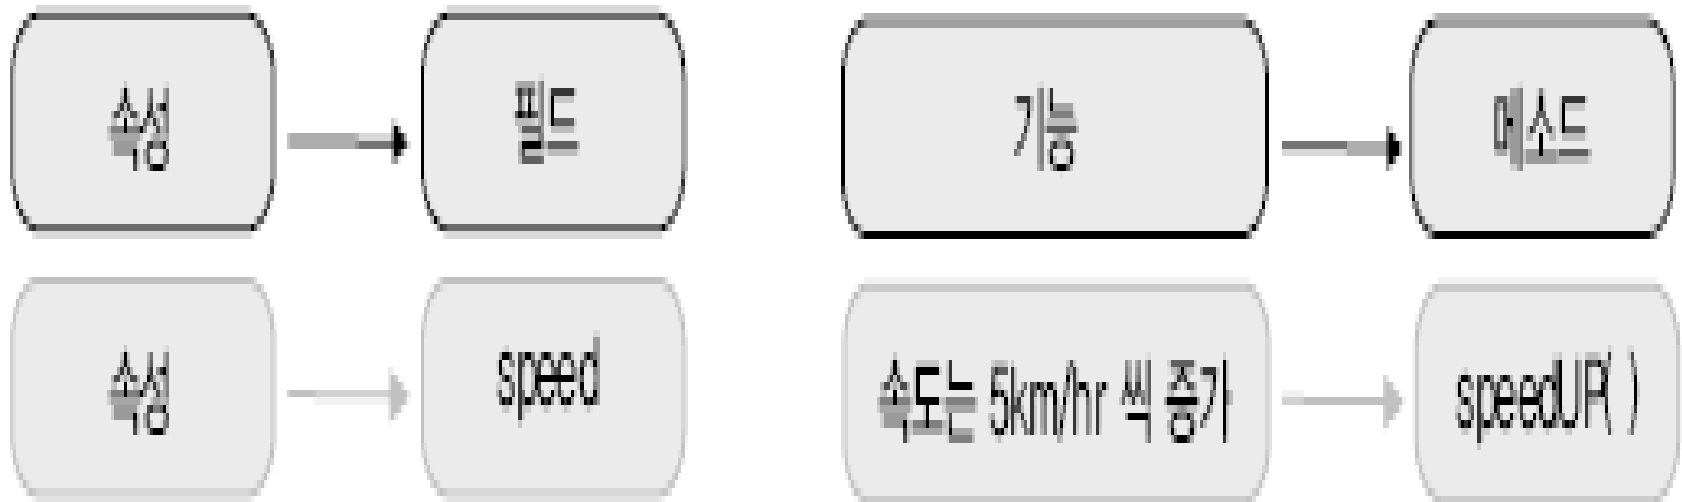 속성 필드 기능 메소드
속성 speed 속도는 5km/hr 씩 증가 speedUP( )